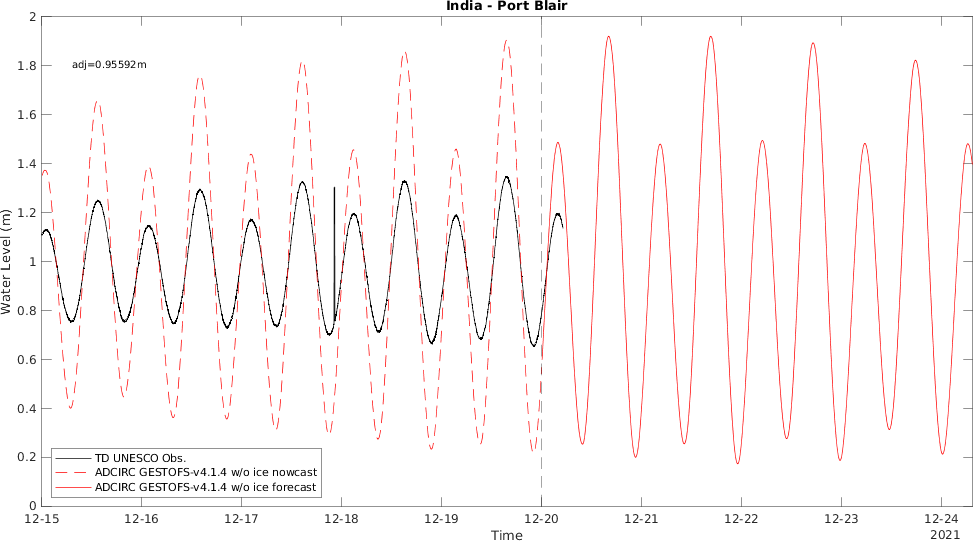 India - Port Blair
2
1.8
1.6
1.4
1.2
1
0.8
0.6
0.4
0.2
0
Water Level (m)
adj=0.95592m
TD UNESCO Obs.
ADCIRC GESTOFS-v4.1.4 w/o ice nowcast
ADCIRC GESTOFS-v4.1.4 w/o ice forecast
12-15 12-16 12-17 12-18 12-19 12-20 12-21 12-22 12-23 12-24
2021
Time